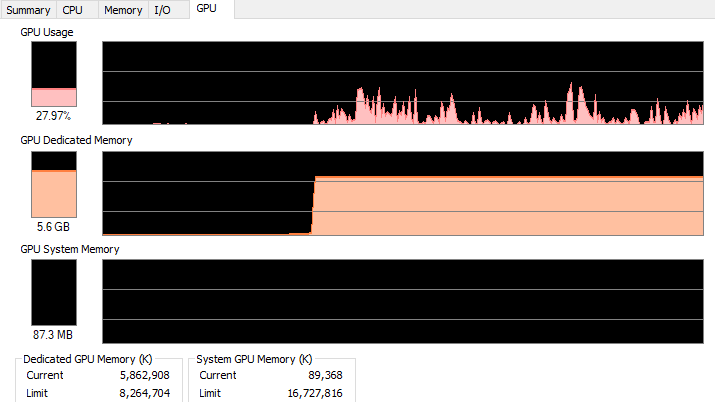 Summary CPU Memory I/O GPU
GPU Usage
27.97%
GPU Dedicated Memory
5.6 GB
GPU System Memory
87.3 MB
Dedicated GPU Memory (K)
Current 5,862,908
Limit 8,264,704
System GPU Memory (K)
Current 89,368
Limit 16,727,816